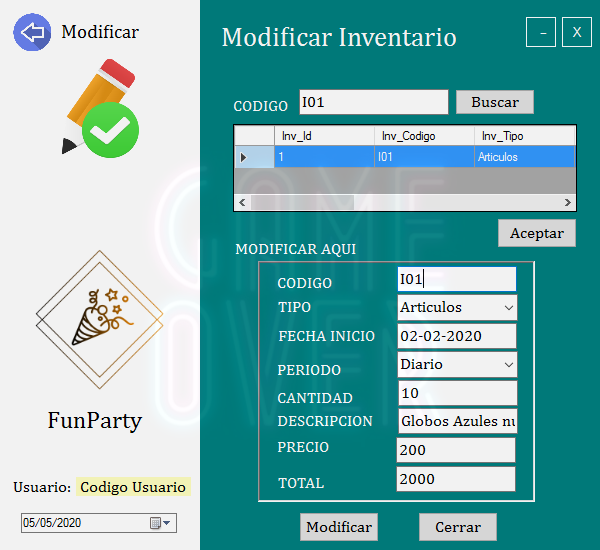 Modificar
Modificar Inventario
–
X
CODIGO I01 Buscar
Inv_Id Inv_Codigo Inv_Tipo
1 I01 Articulos
Aceptar
MODIFICAR AQUI
CODIGO I01
TIPO Articulos
FECHA INICIO 02-02-2020
PERIODO Diario
CANTIDAD 10
DESCRIPCION Globos Azules
PRECIO 200
TOTAL 2000
Modificar Cerrar
FunParty
Usuario: Codigo Usuario
05/05/2020
GAME
OVER